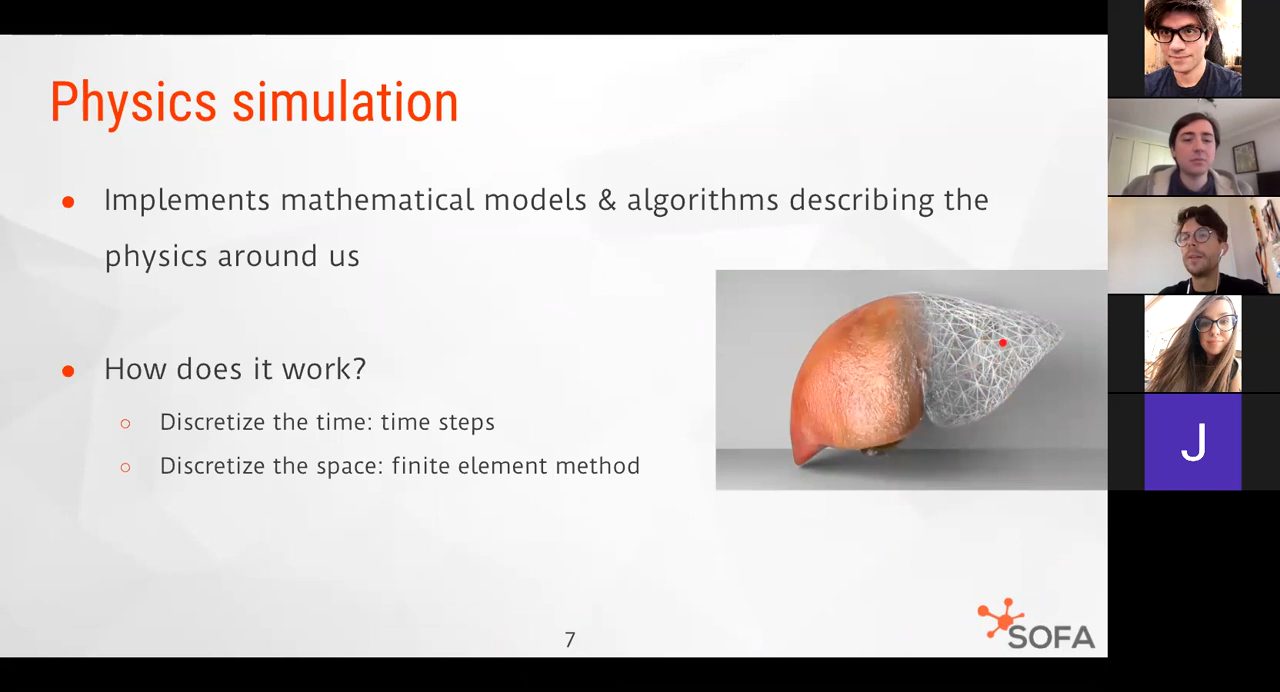 Physics simulation
● Implements mathematical models & algorithms describing the
physics around us
● How does it work?
○ Discretize the time: time steps
○ Discretize the space: finite element method
7
SOFA
J